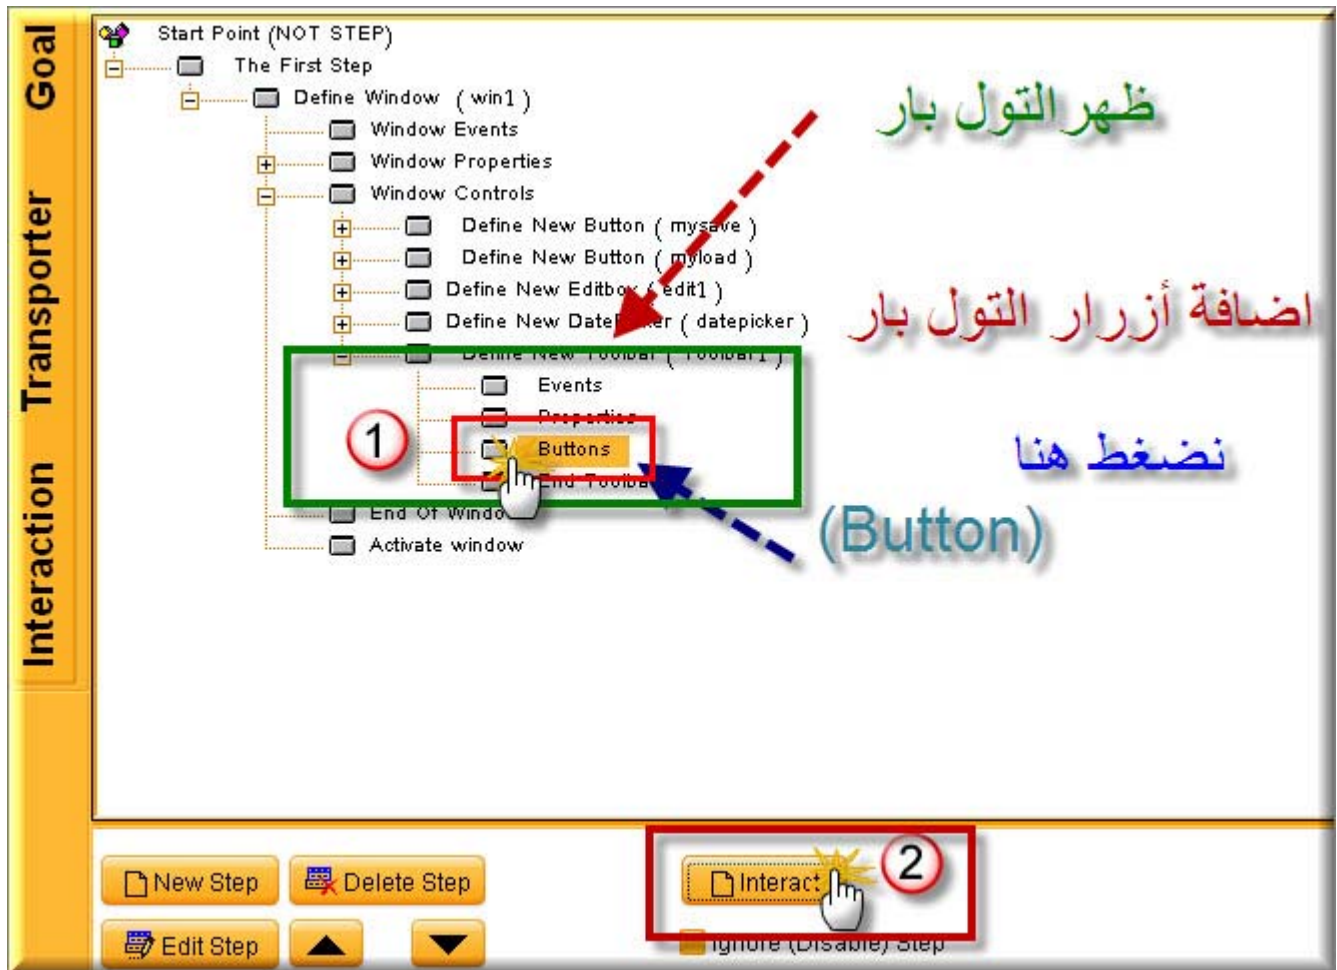 Goal
Transporter
Interaction
Start Point (NOT STEP)
The First Step
Define Window ( win1 )
Window Events
Window Properties
Window Controls
Define New Button ( mysave )
Define New Button ( myload )
Define New Editbox ( edit1 )
Define New DatePicker ( datepicker )
Define New Toolbar ( Toolbar1 )
Events
Properties
Buttons
End Toolbar
End Of Window
Activate window
ظهر التول بار
اضافة أزرار التول بار
نضغط هنا
(Button)
1
New Step
Delete Step
Interact
2
Edit Step
Ignore (Disable) Step